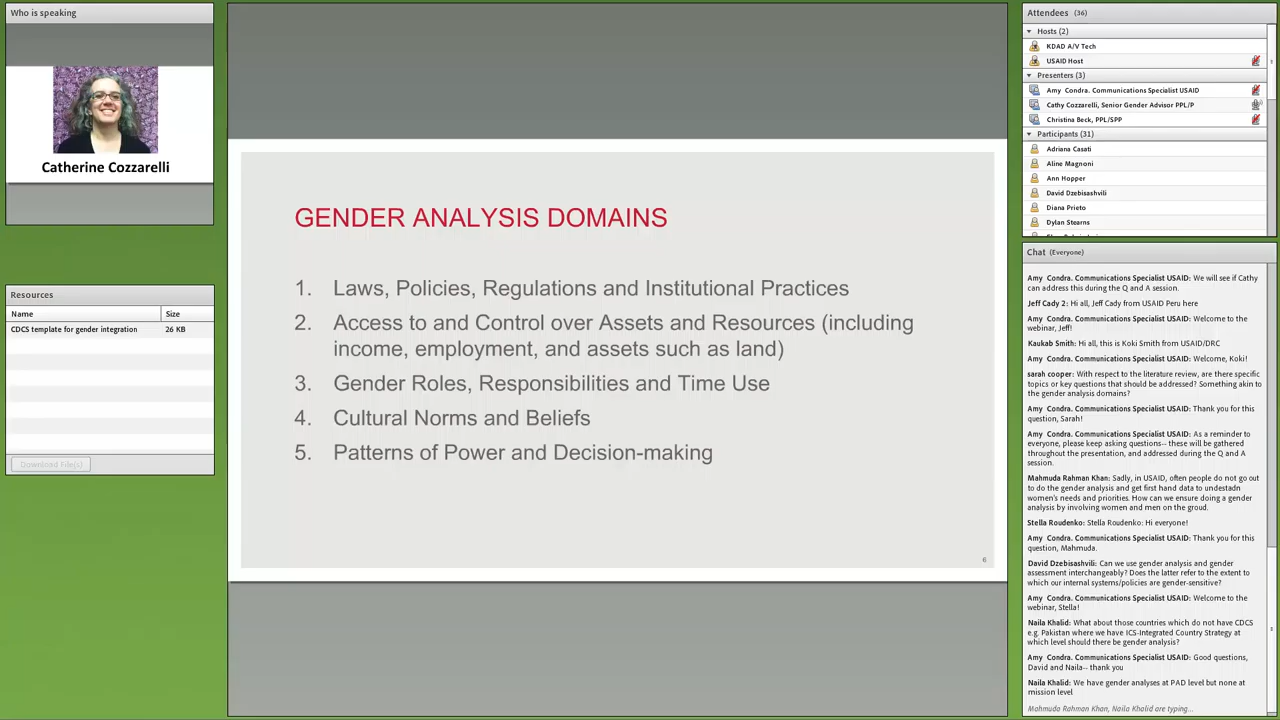 Who is speaking
Catherine Cozzarelli
Resources
Name
Size
CDCS template for gender integration
26 KB
Download File(s)
GENDER ANALYSIS DOMAINS
1. Laws, Policies, Regulations and Institutional Practices
2. Access to and Control over Assets and Resources (including
income, employment, and assets such as land)
3. Gender Roles, Responsibilities and Time Use
4. Cultural Norms and Beliefs
5. Patterns of Power and Decision-making
6
Attendees (36)
Hosts (2)
KDAD A/V Tech
USAID Host
Presenters (3)
Amy Condra. Communications Specialist USAID
Cathy Cozzarelli, Senior Gender Advisor PPL/P
Christina Beck, PPL/SPP
Participants (31)
Adriana Casati
Aline Magnoni
Ann Hopper
David Dzebisashvili
Diana Prieto
Dylan Stearns
Chat (Everyone)
Amy Condra. Communications Specialist USAID: We will see if Cathy
can address this during the Q and A session.
Jeff Cady 2: Hi all, Jeff Cady from USAID Peru here
Amy Condra. Communications Specialist USAID: Welcome to the
webinar, Jeff!
Kaukab Smith: Hi all, this is Koki Smith from USAID/DRC
Amy Condra. Communications Specialist USAID: Welcome, Koki!
sarah cooper: With respect to the literature review, are there specific
topics or key questions that should be addressed? Something akin to
the gender analysis domains?
Amy Condra. Communications Specialist USAID: Thank you for this
question, Sarah!
Amy Condra. Communications Specialist USAID: As a reminder to
everyone, please keep asking questions-- these will be gathered
throughout the presentation, and addressed during the Q and A
session.
Mahmuda Rahman Khan: Sadly, in USAID, often people do not go out
to do the gender analysis and get first hand data to undestadn
women's needs and priorities. How can we ensure doing a gender
analysis by involving women and men on the groud.
Stella Roudenko: Stella Roudenko: Hi everyone!
Amy Condra. Communications Specialist USAID: Thank you for this
question, Mahmuda.
David Dzebisashvili: Can we use gender analysis and gender
assessment interchangeably? Does the latter refer to the extent to
which our internal systems/policies are gender-sensitive?
Amy Condra. Communications Specialist USAID: Welcome to the
webinar, Stella!
Naila Khalid: What about those countries which do not have CDCS
e.g. Pakistan where we have ICS-Integrated Country Strategy at
which level should there be gender analysis?
Amy Condra. Communications Specialist USAID: Good questions,
David and Naila-- thank you
Naila Khalid: We have gender analyses at PAD level but none at
mission level
Mahmuda Rahman Khan, Naila Khalid are typing...